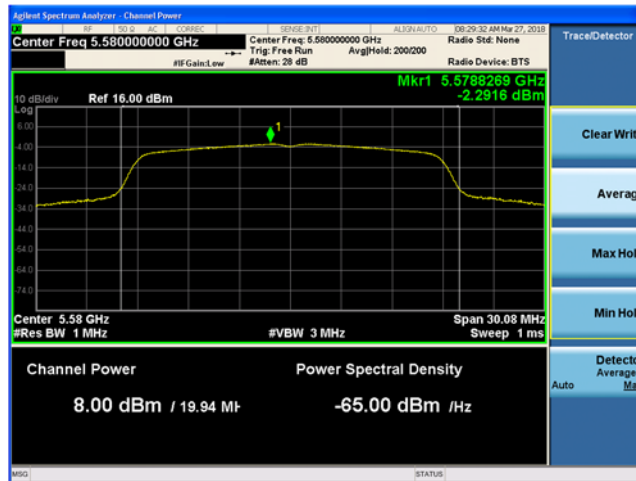 Agilent Spectrum Analyzer - Channel Power
RF 50 Ω AC CORREC SENSE:INT ALIGN AUTO 08:29:32 AM Mar 27, 2018
Center Freq 5.580000000 GHz
Center Freq: 5.580000000 GHz
Radio Std: None
Trig: Free Run Avg|Hold: 200/200
#IFGain:Low
#Atten: 28 dB
Radio Device: BTS
Trace/Detector
Mkr1 5.5788269 GHz
-2.2916 dBm
10 dB/div Ref 16.00 dBm
Log
6.00
-4.00
-14.0
-24.0
-34.0
-44.0
-54.0
-64.0
-74.0
1
Center 5.58 GHz
Span 30.08 MHz
#Res BW 1 MHz
#VBW 3 MHz
Sweep 1 ms
Channel Power
Power Spectral Density
8.00 dBm / 19.94 MH
-65.00 dBm /Hz
Clear Writ
Averag
Max Hol
Min Hol
Detecto
Average
Auto Ma
MSG
STATUS